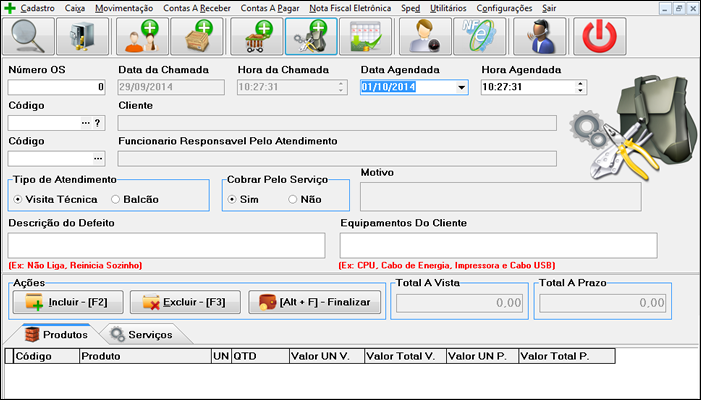 Cadastro Caixa Movimentação Contas A Receber Contas A Pagar Nota Fiscal Eletrônica Sped Utilitários Configurações Sair
NF
Número OS Data da Chamada Hora da Chamada Data Agendada Hora Agendada
0 29/09/2014 10:27:31 01/10/2014 10:27:31
Código Cliente
... ?
Código Funcionario Responsavel Pelo Atendimento
...
Tipo de Atendimento Cobrar Pelo Serviço Motivo
Visita Técnica Balcão Sim Não
Descrição do Defeito Equipamentos Do Cliente
(Ex: Não Liga, Reinicia Sozinho) (Ex: CPU, Cabo de Energia, Impressora e Cabo USB)
Ações Total A Vista Total A Prazo
Incluir - [F2] Excluir - [F3] [Alt + F] - Finalizar 0,00 0,00
Produtos Serviços
Código Produto UN QTD Valor UN V. Valor Total V. Valor UN P. Valor Total P.